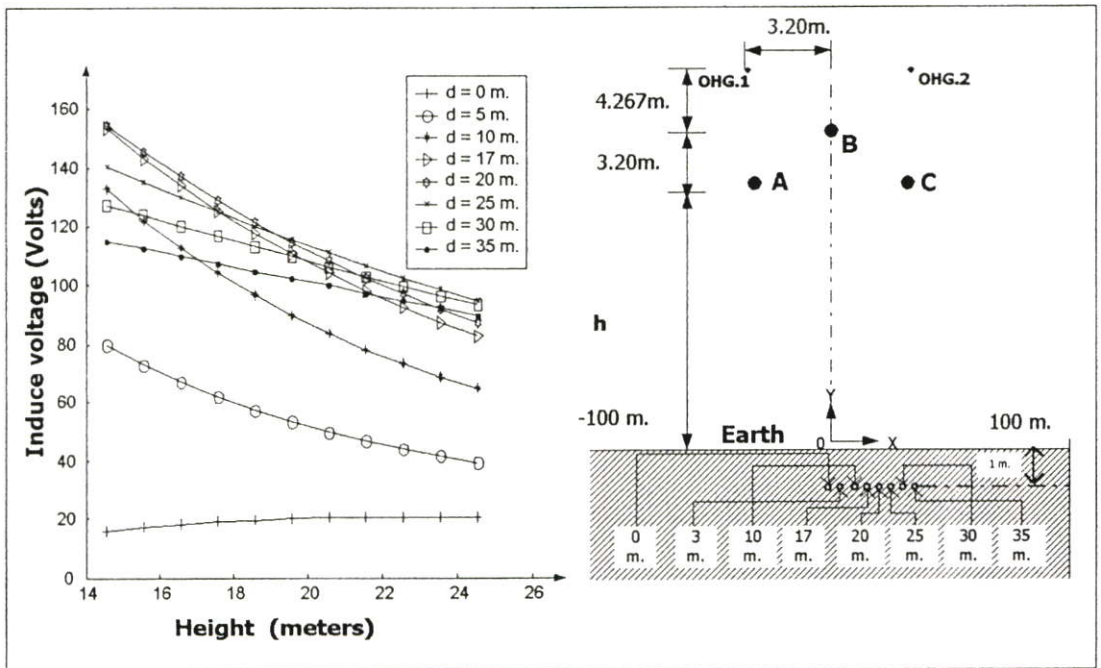 Induce voltage (Volts)
160
140
120
100
80
60
40
20
0
14
16
18
20
22
24
26
Height (meters)
d = 0 m.
d = 5 m.
d = 10 m.
d = 17 m.
d = 20 m.
d = 25 m.
d = 30 m.
d = 35 m.
3.20m.
OHG.1
OHG.2
4.267m.
B
3.20m.
A
C
h
-100 m.
Y
100 m.
Earth
0
X
1 m.
0 m.
3 m.
10 m.
17 m.
20 m.
25 m.
30 m.
35 m.